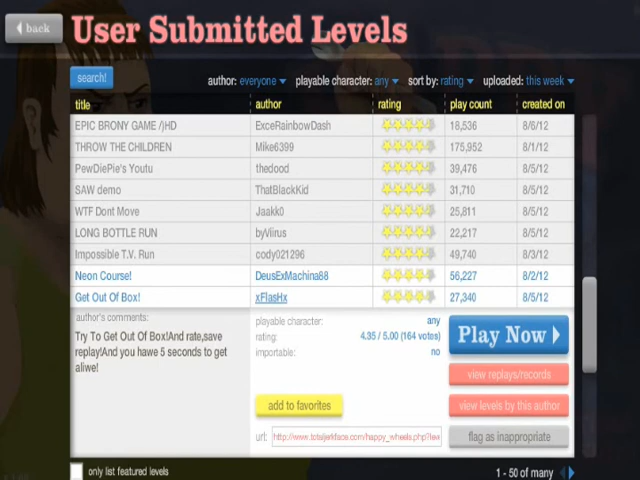 back
User Submitted Levels
search!
author: everyone playable character: any sort by: rating uploaded: this week
title author rating play count created on
EPIC BRONY GAME /)HD ExceRainbowDash 18,536 8/6/12
THROW THE CHILDREN Mike6399 175,952 8/1/12
PewDiePie's Youtu thedood 39,476 8/5/12
SAW demo ThatBlackKid 31,710 8/5/12
WTF Dont Move Jaakk0 25,811 8/5/12
LONG BOTTLE RUN byViirus 22,217 8/5/12
Impossible T.V. Run cody021296 49,740 8/3/12
Neon Course! DeusExMachina88 56,227 8/2/12
Get Out Of Box! xFlasHx 27,340 8/5/12
author's comments:
Try To Get Out Of Box!And rate,save
replay!And you hawe 5 seconds to get
aliwe!
playable character: any
rating: 4.35 / 5.00 (164 votes)
importable: no
add to favorites
url: http://www.totaljerkface.com/happy_wheels.php?lev
Play Now
view replays/records
view levels by this author
flag as inappropriate
only list featured levels
1 - 50 of many